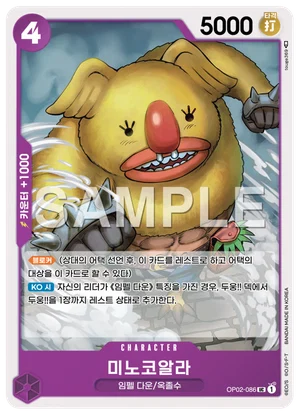 4
5000
타격
打
카운터 +1000
SAMPLE
블로커 (상대의 어택 선언 후, 이 카드를 레스트로 하고 어택의
대상을 이 카드로 할 수 있다)
KO 시 자신의 리더가 《임펠 다운》 특징을 가진 경우, 두웅!! 덱에서
두웅!!을 1장까지 레스트 상태로 추가한다.
CHARACTER
미노코알라
임펠 다운/옥졸수
OP02-086 UC 1
BANDAI MADE IN KOREA